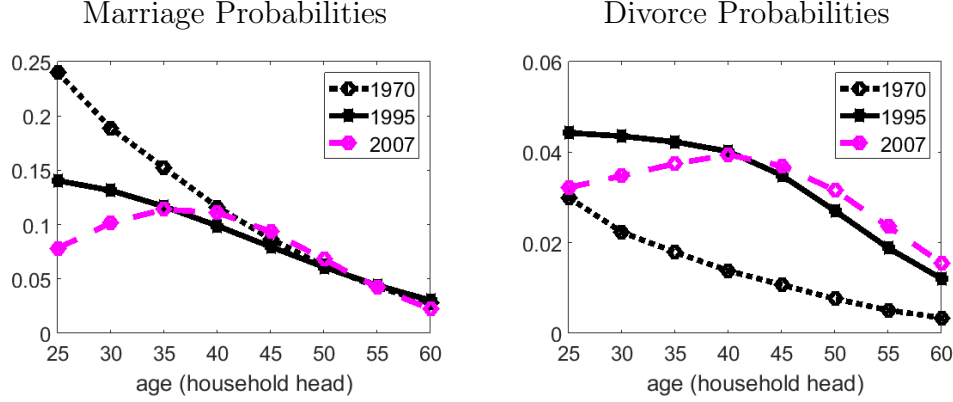 Marriage Probabilities
0.25
0.2
0.15
0.1
0.05
0
1970
1995
2007
25 30 35 40 45 50 55 60
age (household head)
Divorce Probabilities
0.06
0.04
0.02
0
1970
1995
2007
25 30 35 40 45 50 55 60
age (household head)